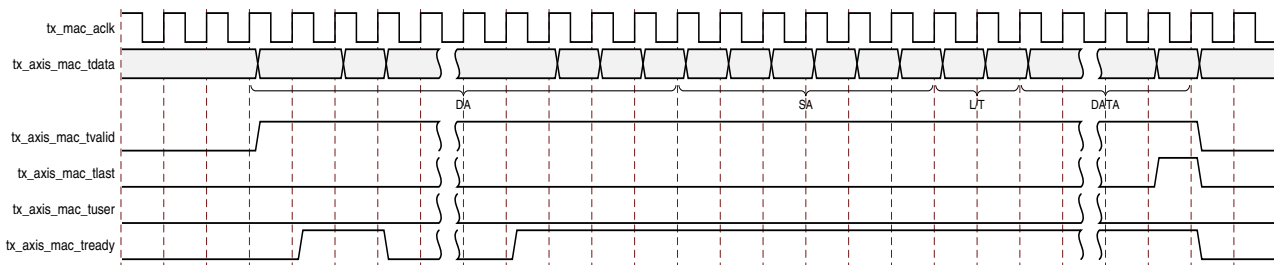 tx_mac_aclk
tx_axis_mac_tdata
DA SA L/T DATA
tx_axis_mac_tvalid
tx_axis_mac_tlast
tx_axis_mac_tuser
tx_axis_mac_tready